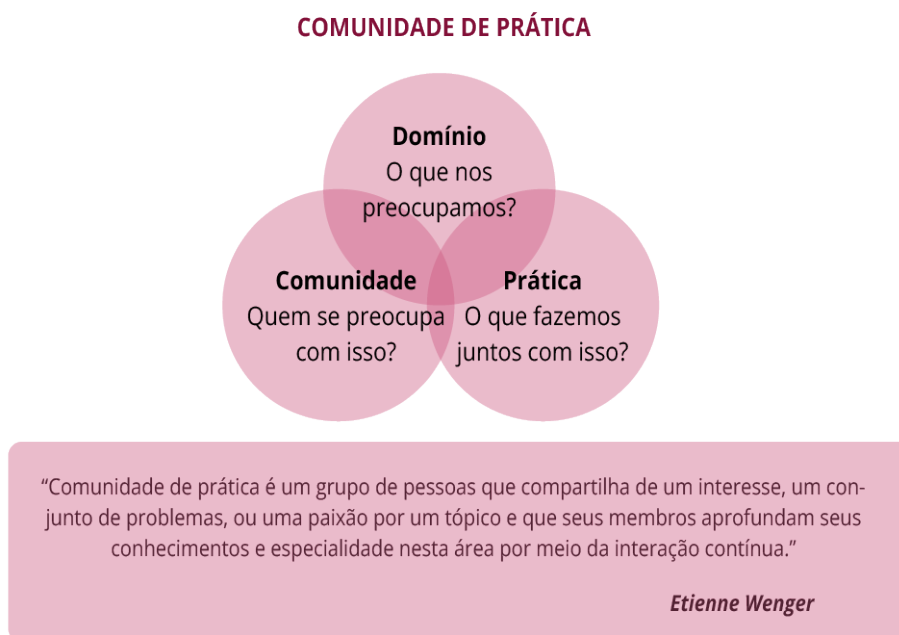 COMUNIDADE DE PRÁTICA
Domínio
O que nos
preocupamos?
Comunidade
Quem se preocupa
com isso?
Prática
O que fazemos
juntos com isso?
“Comunidade de prática é um grupo de pessoas que compartilha de um interesse, um con-
junto de problemas, ou uma paixão por um tópico e que seus membros aprofundam seus
conhecimentos e especialidade nesta área por meio da interação contínua.”
Etienne Wenger